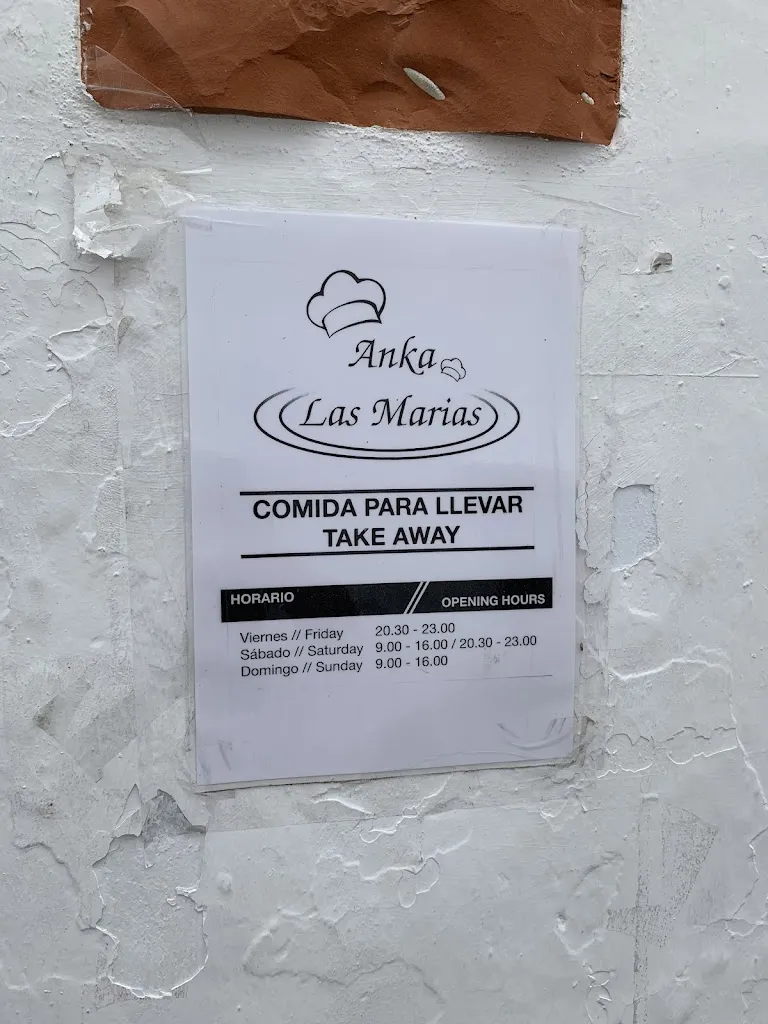 Anka
Las Marias
COMIDA PARA LLEVAR
TAKE AWAY
HORARIO // OPENING HOURS
Viernes // Friday 20.30 - 23.00
Sábado // Saturday 9.00 - 16.00 / 20.30 - 23.00
Domingo // Sunday 9.00 - 16.00